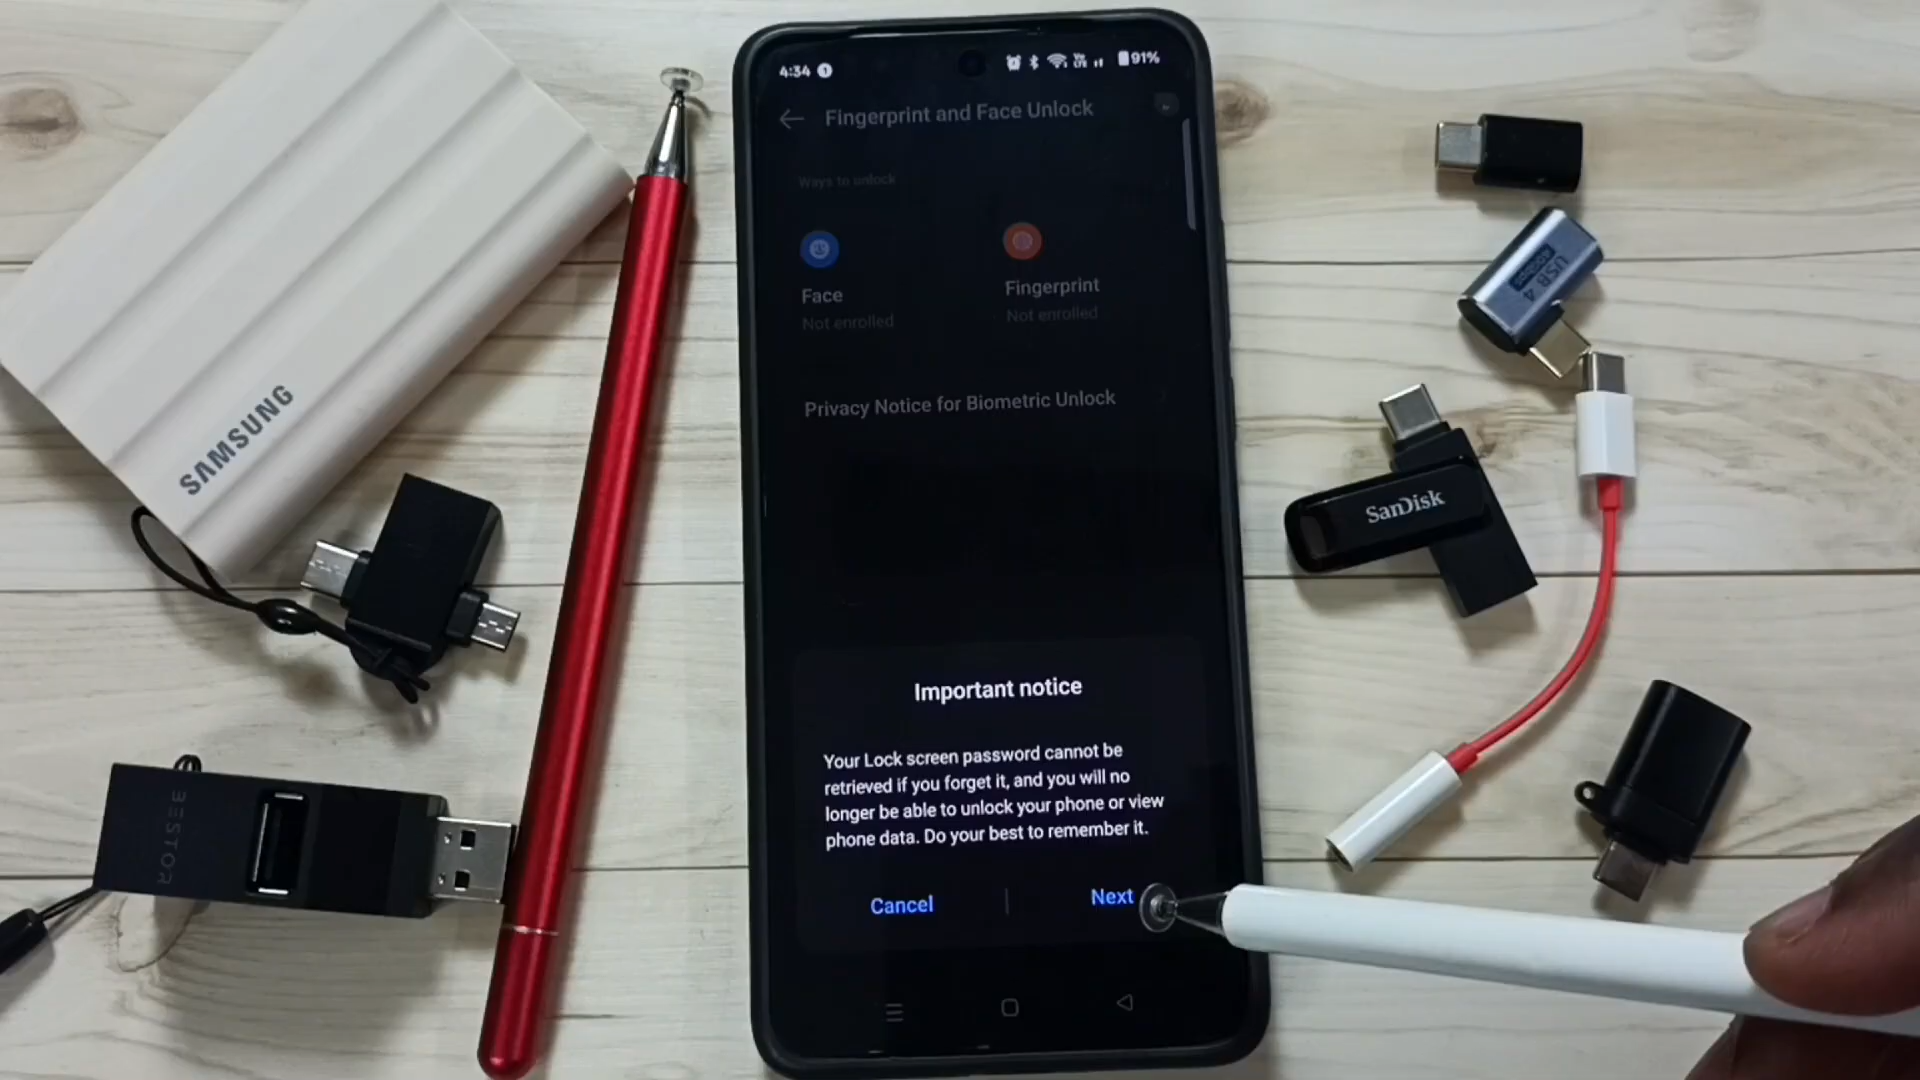 4:34
91%
Fingerprint and Face Unlock
Ways to unlock
Face
Not enrolled
Fingerprint
Not enrolled
Privacy Notice for Biometric Unlock
Important notice
Your Lock screen password cannot be
retrieved if you forget it, and you will no
longer be able to unlock your phone or view
phone data. Do your best to remember it.
Cancel
Next
SAMSUNG
BESTOR
USB 4
SanDisk